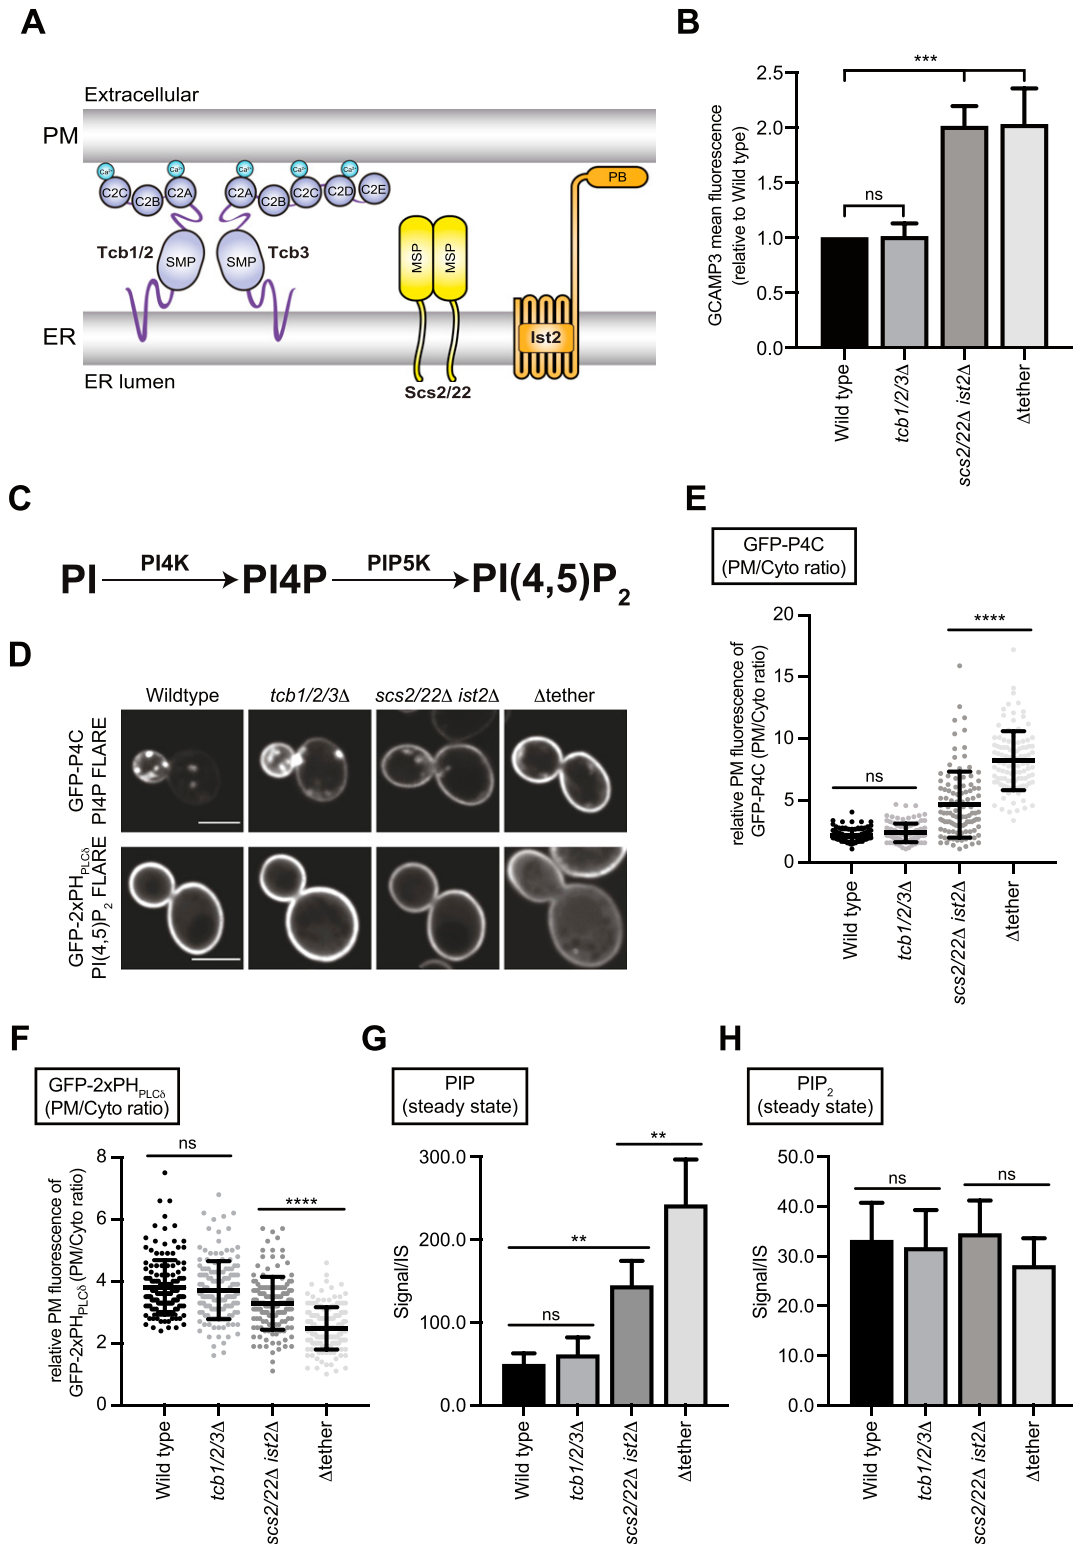 A
Extracellular
PM
Ca²⁺ Ca²⁺ Ca²⁺ Ca²⁺ Ca²⁺
C2C C2B C2A C2A C2B C2C C2D C2E
PB
Tcb1/2 SMP SMP Tcb3
MSP MSP
ER
Ist2
ER lumen
Scs2/22
B
GCAMP3 mean fluorescence
(relative to Wild type)
2.5
2.0
1.5
1.0
0.5
0.0
***
ns
Wild type
tcb1/2/3Δ
scs2/22Δ ist2Δ
Δtether
C
PI PI4K PI4P PIP5K PI(4,5)P₂
D
Wildtype tcb1/2/3Δ scs2/22Δ ist2Δ Δtether
GFP-P4C
PI4P FLARE
GFP-2xPH_PLCδ
PI(4,5)P₂ FLARE
E
GFP-P4C
(PM/Cyto ratio)
relative PM fluorescence of
GFP-P4C (PM/Cyto ratio)
20
15
10
5
0
ns
****
Wild type
tcb1/2/3Δ
scs2/22Δ ist2Δ
Δtether
F
GFP-2xPH_PLCδ
(PM/Cyto ratio)
relative PM fluorescence of
GFP-2xPH_PLCδ (PM/Cyto ratio)
8
6
4
2
0
ns
****
Wild type
tcb1/2/3Δ
scs2/22Δ ist2Δ
Δtether
G
PIP
(steady state)
Signal/IS
300.0
200.0
100.0
0.0
ns
**
**
Wild type
tcb1/2/3Δ
scs2/22Δ ist2Δ
Δtether
H
PIP₂
(steady state)
Signal/IS
50.0
40.0
30.0
20.0
10.0
0.0
ns
ns
Wild type
tcb1/2/3Δ
scs2/22Δ ist2Δ
Δtether